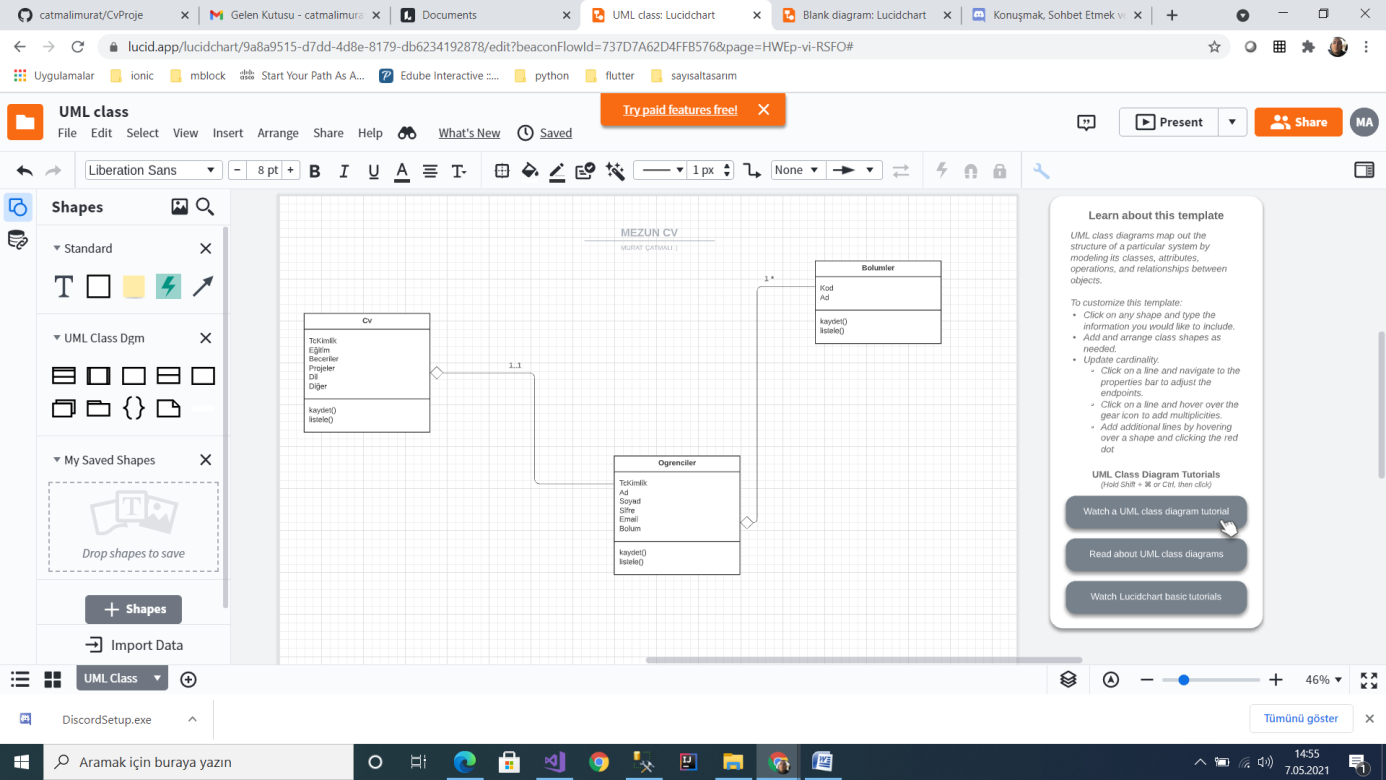 catmalimurat/CvProje
Gelen Kutusu - catmalimura
Documents
UML class: Lucidchart
Blank diagram: Lucidchart
Konuşmak, Sohbet Etmek ve
lucid.app/lucidchart/9a8a9515-d7dd-4d8e-8179-db6234192878/edit?beaconFlowId=737D7A62D4FFB576&page=HWEp-vi-RSFO#
Uygulamalar
ionic
mblock
Start Your Path As A...
Edube Interactive ::...
python
flutter
sayısaltasarım
UML class
Try paid features free!
File Edit Select View Insert Arrange Share Help What's New Saved
Present
Share
MA
Liberation Sans
− 8 pt +
B I U A T
1 px
None
Shapes
Standard
T
UML Class Dgm
My Saved Shapes
Drop shapes to save
+ Shapes
Import Data
MEZUN CV
MURAT ÇATMALI |
Cv
TcKimlik
Eğitim
Beceriler
Projeler
Dil
Diğer
kaydet()
listele()
1..1
1 *
Bolumler
Kod
Ad
kaydet()
listele()
Ogrenciler
TcKimlik
Ad
Soyad
Sifre
Email
Bolum
kaydet()
listele()
Learn about this template
UML class diagrams map out the
structure of a particular system by
modeling its classes, attributes,
operations, and relationships between
objects.
To customize this template:
• Click on any shape and type the
information you would like to include.
• Add and arrange class shapes as
needed.
• Update cardinality.
◦ Click on a line and navigate to the
properties bar to adjust the
endpoints.
◦ Click on a line and hover over the
gear icon to add multiplicities.
◦ Add additional lines by hovering
over a shape and clicking the red
dot
UML Class Diagram Tutorials
(Hold Shift + ⌘ or Ctrl, then click)
Watch a UML class diagram tutorial
Read about UML class diagrams
Watch Lucidchart basic tutorials
UML Class
46%
DiscordSetup.exe
Tümünü göster
Aramak için buraya yazın
14:55
7.05.2021
1